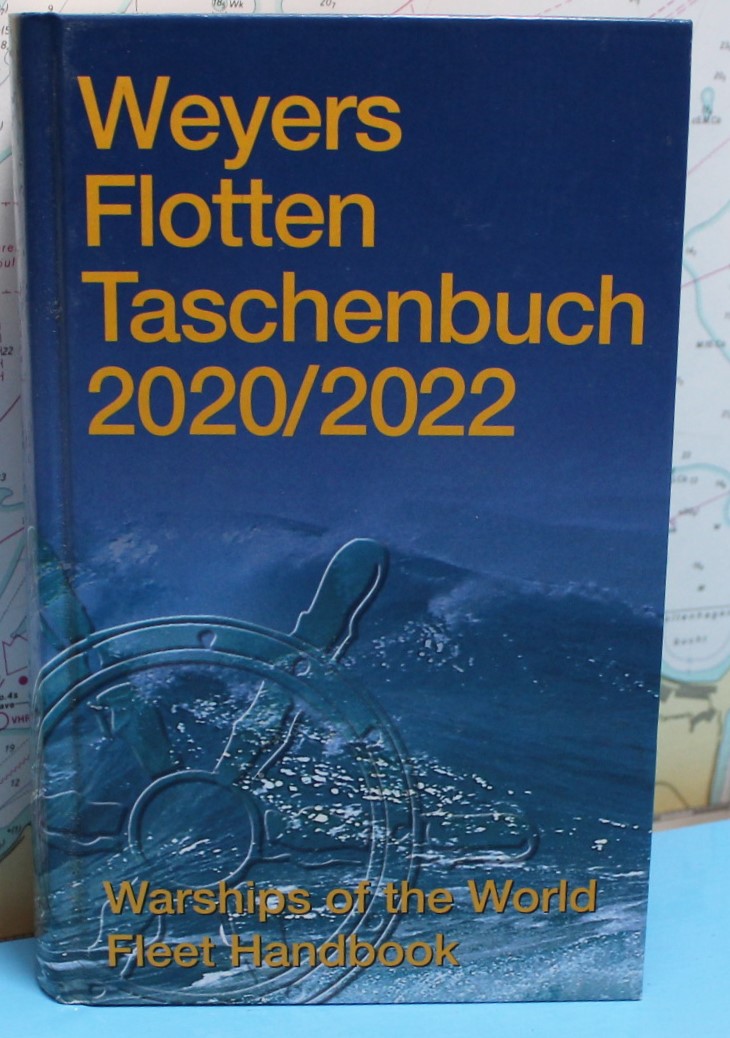 Weyers
Flotten
Taschenbuch
2020/2022
Warships of the World
Fleet Handbook